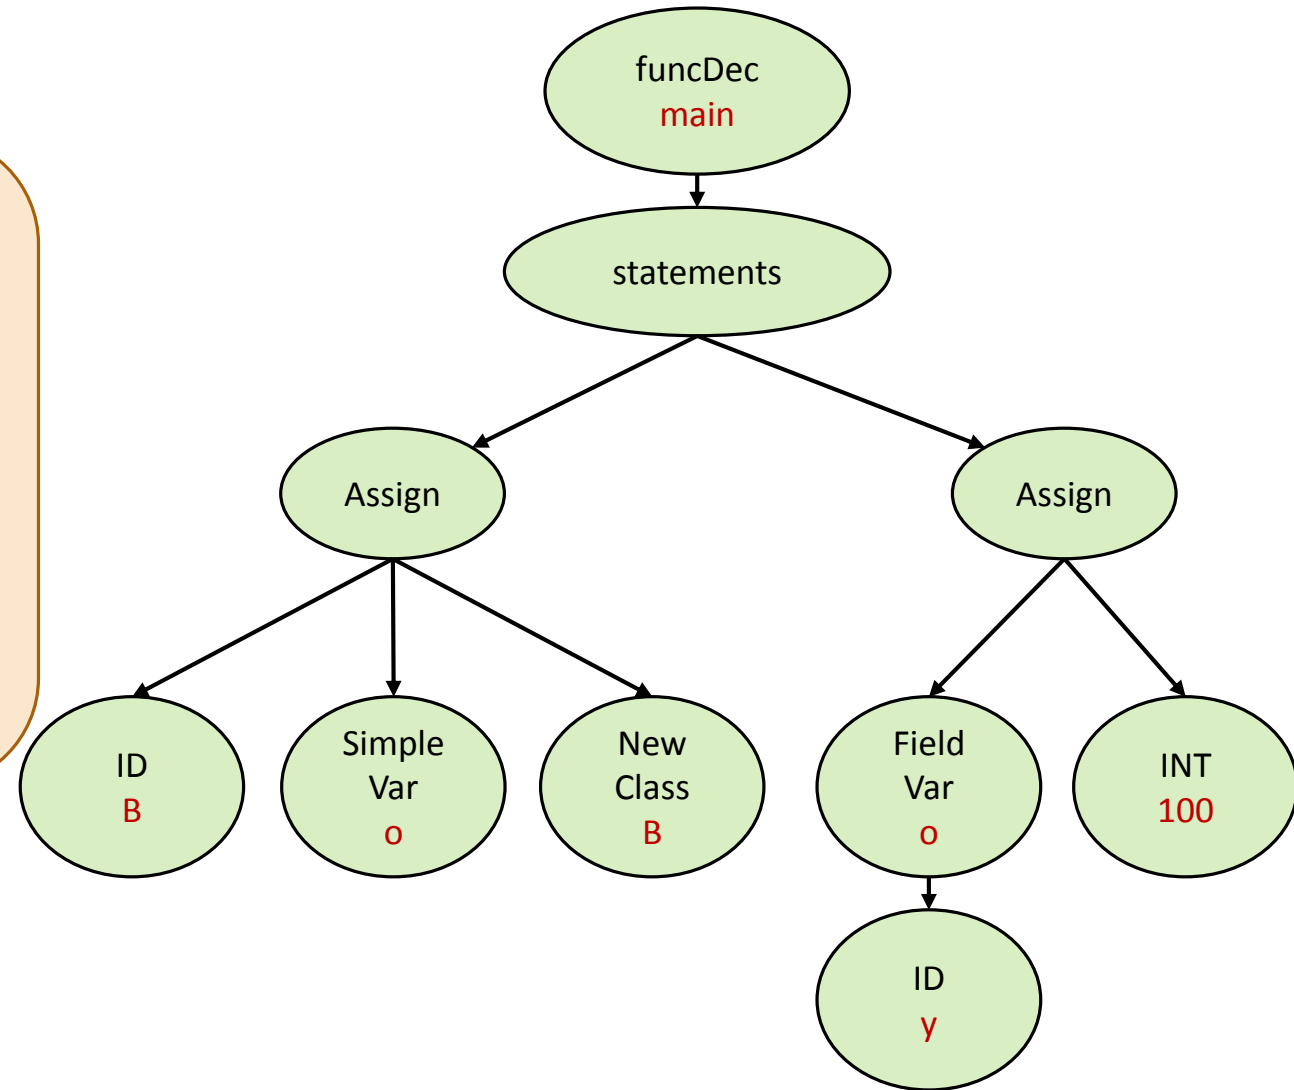 funcDec
main
statements
Assign
Assign
ID
B
Simple
Var
o
New
Class
B
Field
Var
o
INT
100
ID
y